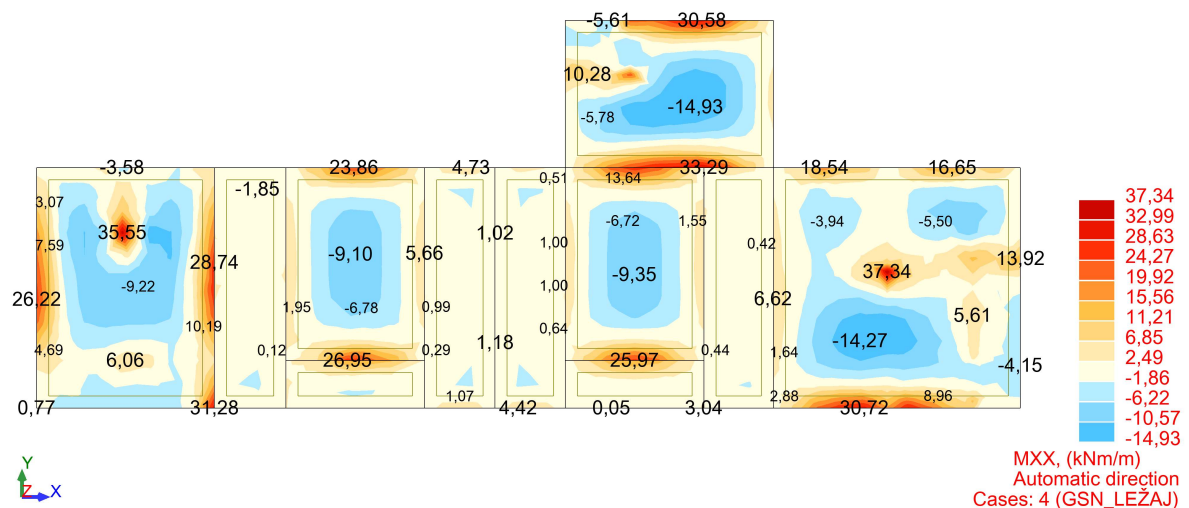 -5,61 30,58
10,28
-14,93
-5,78
-3,58 23,86 4,73 33,29 18,54 16,65
0,51 13,64
-1,85
3,07
-6,72 1,55 -3,94 -5,50
35,55 1,02
7,59 1,00 0,42
-9,10 5,66
28,74 13,92
-9,35 37,34
-9,22 1,00
26,22 6,62
1,95 -6,78 0,99
5,61
10,19 0,64
1,18 -14,27
4,69 0,12 0,29 0,44 1,64
6,06 26,95 25,97
-4,15
1,07 2,88 8,96
0,77 31,28 4,42 0,05 3,04 30,72
37,34
32,99
28,63
24,27
19,92
15,56
11,21
6,85
2,49
-1,86
-6,22
-10,57
-14,93
MXX, (kNm/m)
Automatic direction
Cases: 4 (GSN_LEŽAJ)
Y
Z X